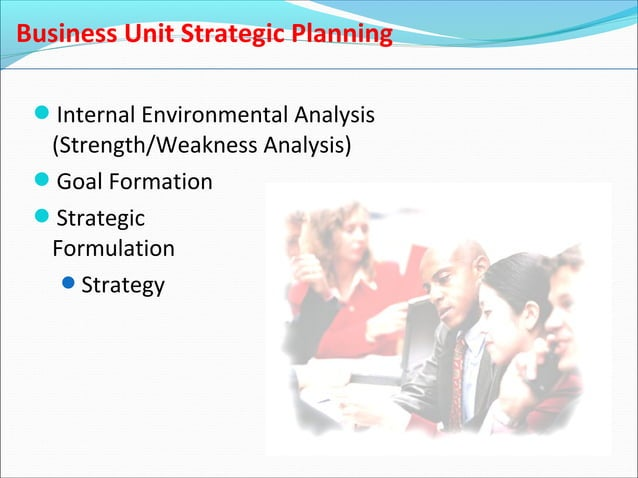 Business Unit Strategic Planning
Internal Environmental Analysis
(Strength/Weakness Analysis)
Goal Formation
Strategic
Formulation
Strategy